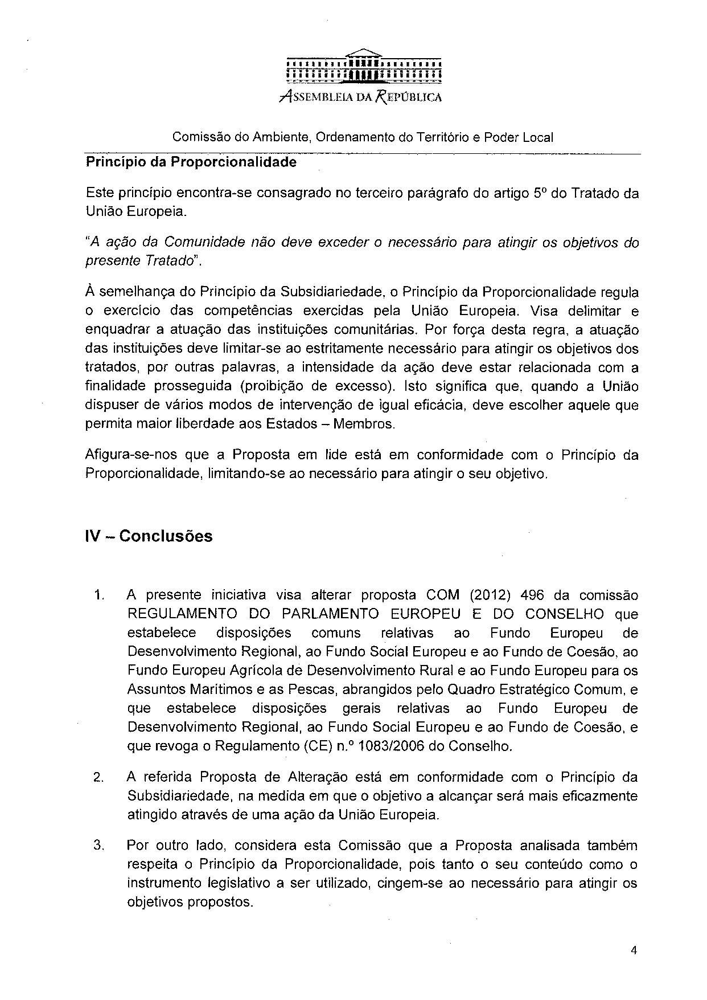 ASSEMBLEIA DA REPÚBLICA
Comissão do Ambiente, Ordenamento do Território e Poder Local
Princípio da Proporcionalidade
Este princípio encontra-se consagrado no terceiro parágrafo do artigo 5º do Tratado da
União Europeia.
"A ação da Comunidade não deve exceder o necessário para atingir os objetivos do
presente Tratado".
À semelhança do Princípio da Subsidiariedade, o Princípio da Proporcionalidade regula
o exercício das competências exercidas pela União Europeia. Visa delimitar e
enquadrar a atuação das instituições comunitárias. Por força desta regra, a atuação
das instituições deve limitar-se ao estritamente necessário para atingir os objetivos dos
tratados, por outras palavras, a intensidade da ação deve estar relacionada com a
finalidade prosseguida (proibição de excesso). Isto significa que, quando a União
dispuser de vários modos de intervenção de igual eficácia, deve escolher aquele que
permita maior liberdade aos Estados – Membros.
Afigura-se-nos que a Proposta em lide está em conformidade com o Princípio da
Proporcionalidade, limitando-se ao necessário para atingir o seu objetivo.
IV – Conclusões
1. A presente iniciativa visa alterar proposta COM (2012) 496 da comissão
REGULAMENTO DO PARLAMENTO EUROPEU E DO CONSELHO que
estabelece disposições comuns relativas ao Fundo Europeu de
Desenvolvimento Regional, ao Fundo Social Europeu e ao Fundo de Coesão, ao
Fundo Europeu Agrícola de Desenvolvimento Rural e ao Fundo Europeu para os
Assuntos Marítimos e as Pescas, abrangidos pelo Quadro Estratégico Comum, e
que estabelece disposições gerais relativas ao Fundo Europeu de
Desenvolvimento Regional, ao Fundo Social Europeu e ao Fundo de Coesão, e
que revoga o Regulamento (CE) n.º 1083/2006 do Conselho.
2. A referida Proposta de Alteração está em conformidade com o Princípio da
Subsidiariedade, na medida em que o objetivo a alcançar será mais eficazmente
atingido através de uma ação da União Europeia.
3. Por outro lado, considera esta Comissão que a Proposta analisada também
respeita o Princípio da Proporcionalidade, pois tanto o seu conteúdo como o
instrumento legislativo a ser utilizado, cingem-se ao necessário para atingir os
objetivos propostos.
4